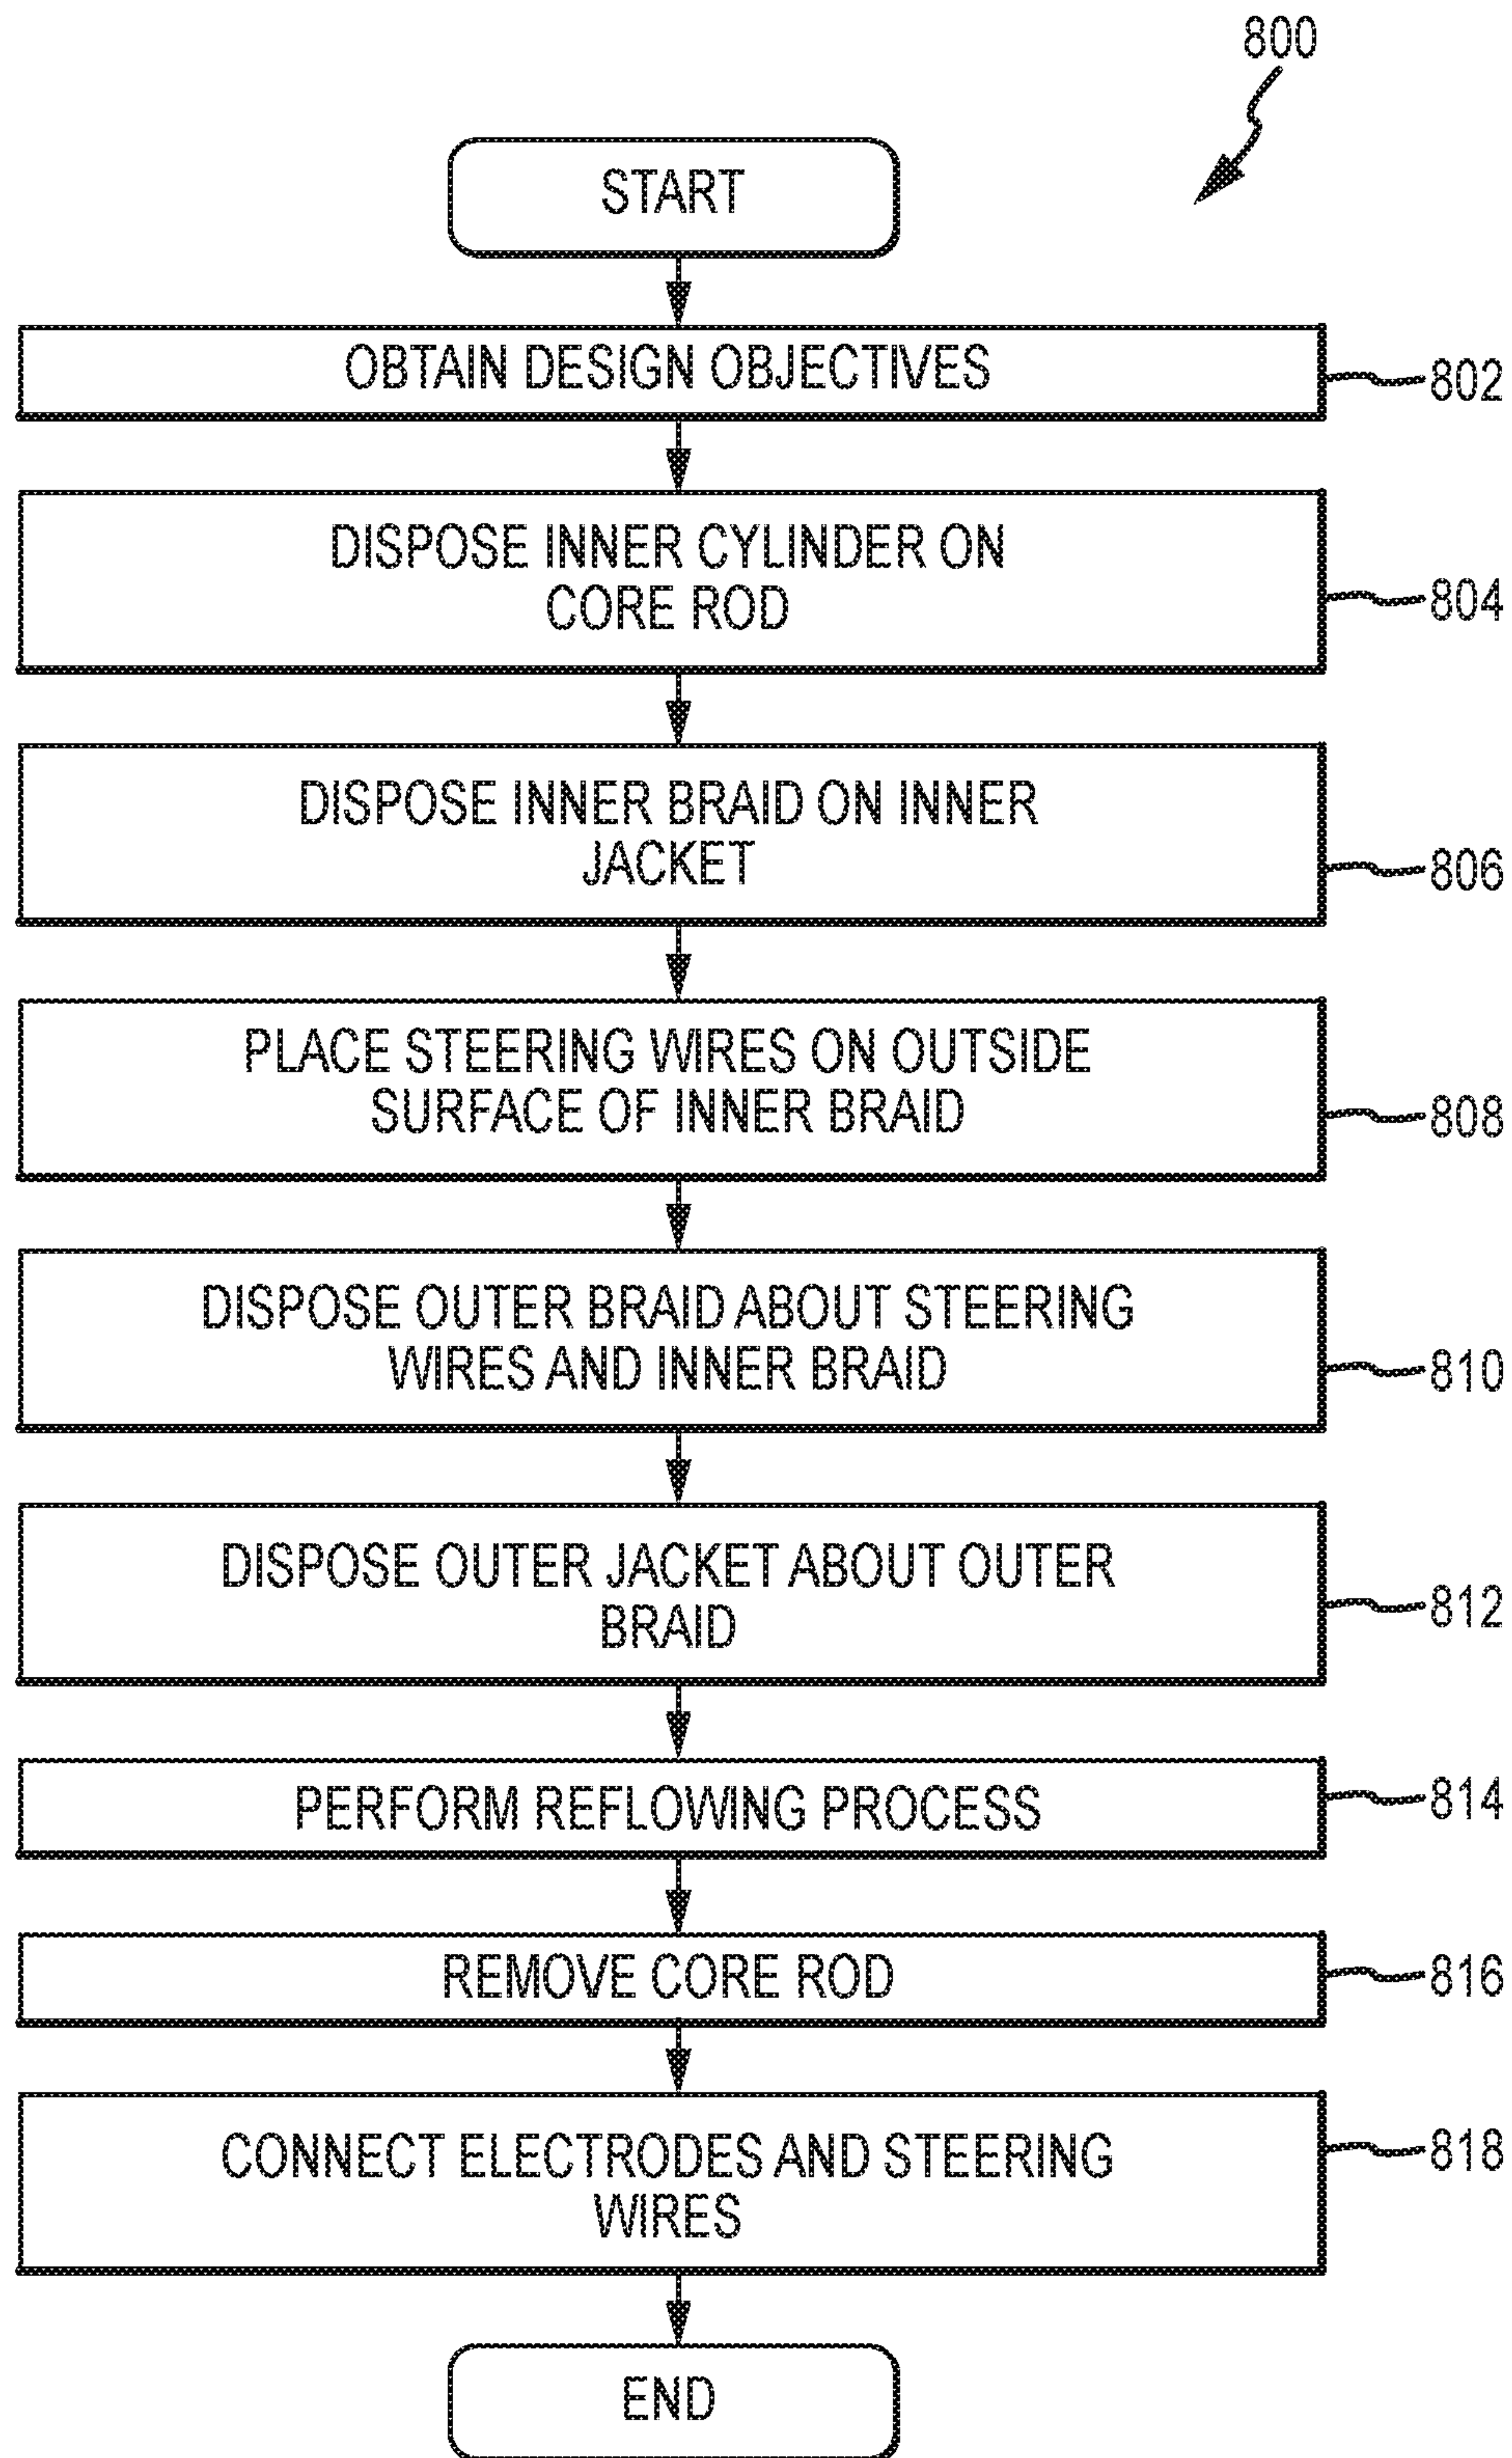 800
START
OBTAIN DESIGN OBJECTIVES
802
DISPOSE INNER CYLINDER ON
CORE ROD
804
DISPOSE INNER BRAID ON INNER
JACKET
806
PLACE STEERING WIRES ON OUTSIDE
SURFACE OF INNER BRAID
808
DISPOSE OUTER BRAID ABOUT STEERING
WIRES AND INNER BRAID
810
DISPOSE OUTER JACKET ABOUT OUTER
BRAID
812
PERFORM REFLOWING PROCESS
814
REMOVE CORE ROD
816
CONNECT ELECTRODES AND STEERING
WIRES
818
END